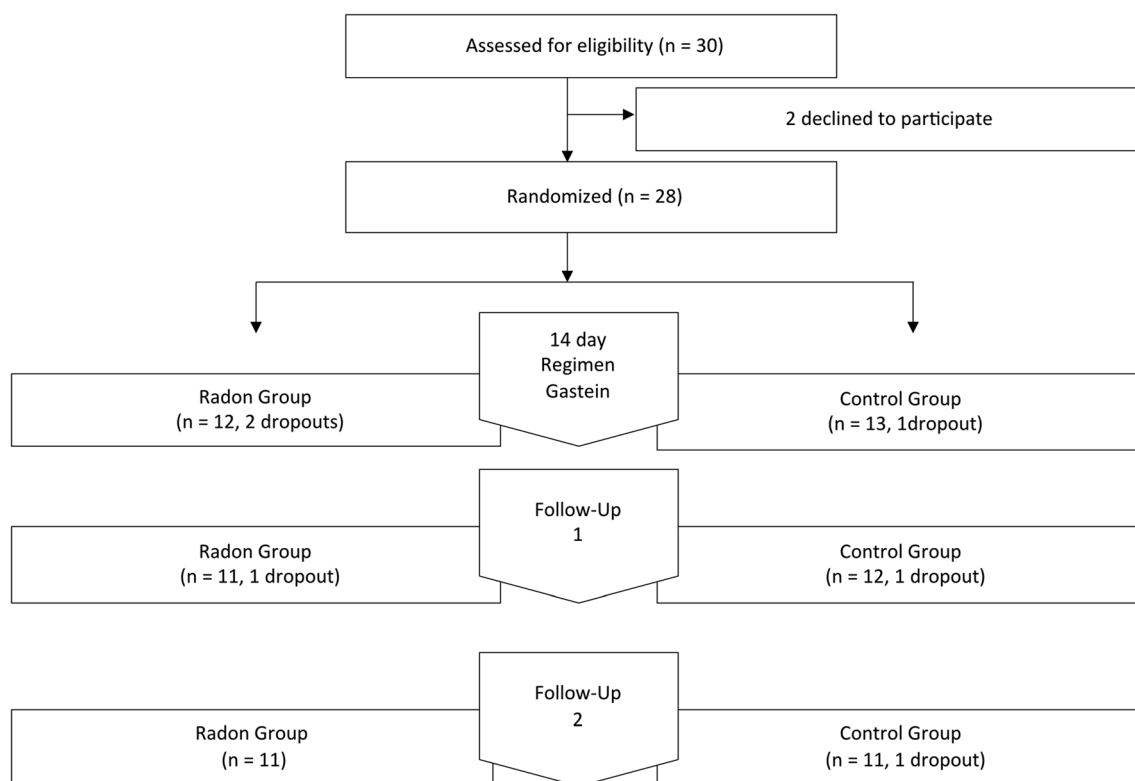 Assessed for eligibility (n = 30)
2 declined to participate
Randomized (n = 28)
14 day
Regimen
Gastein
Radon Group
(n = 12, 2 dropouts)
Control Group
(n = 13, 1dropout)
Follow-Up
1
Radon Group
(n = 11, 1 dropout)
Control Group
(n = 12, 1 dropout)
Follow-Up
2
Radon Group
(n = 11)
Control Group
(n = 11, 1 dropout)